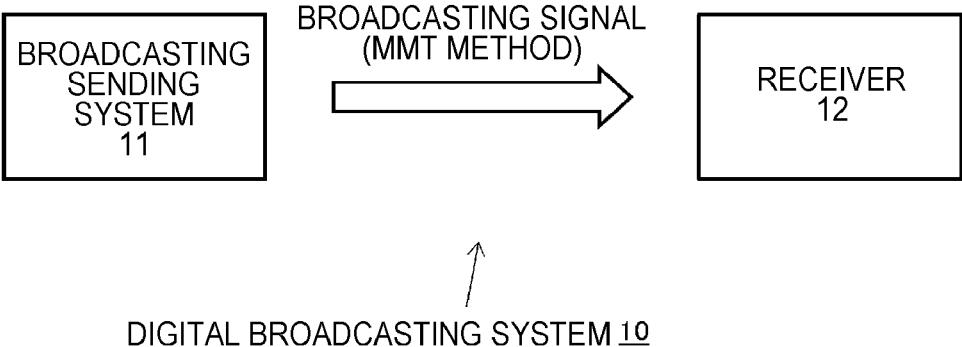 BROADCASTING
SENDING
SYSTEM
11
BROADCASTING SIGNAL
(MMT METHOD)
RECEIVER
12
DIGITAL BROADCASTING SYSTEM 10